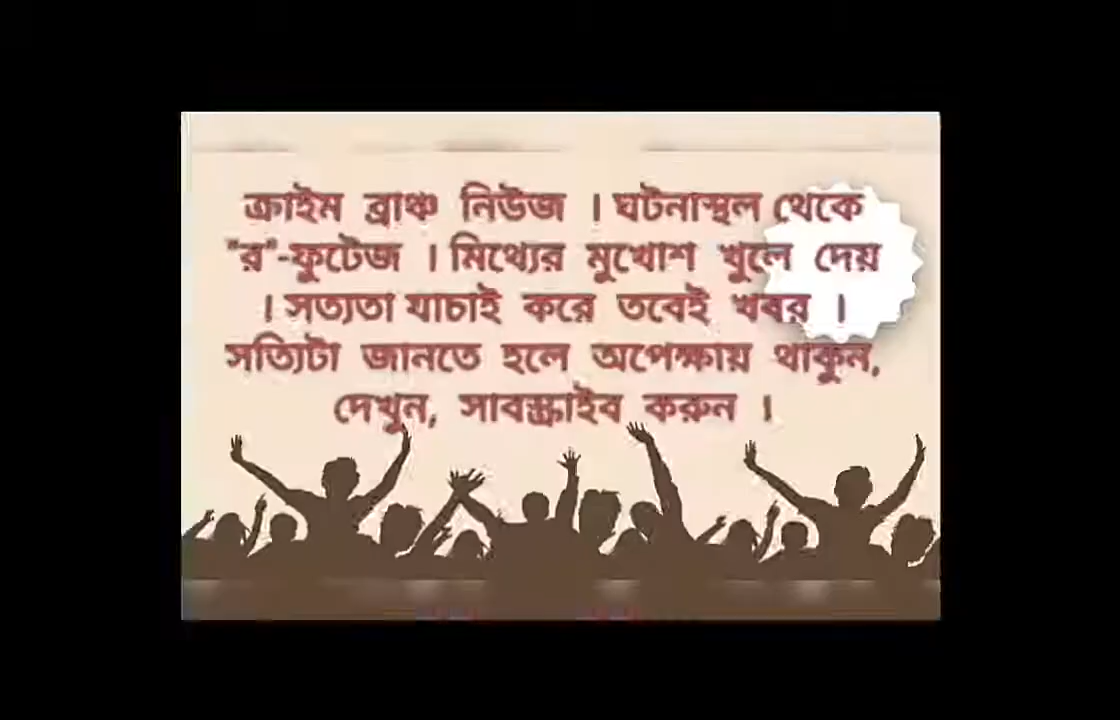 ক্রাইম ব্রাঞ্চ নিউজ । ঘটনাস্থল থেকে
"র"-ফুটেজ । মিথ্যের মুখোশ খুলে দেয়
। সত্যতা যাচাই করে তবেই খবর ।
সত্যিটা জানতে হলে অপেক্ষায় থাকুন,
দেখুন, সাবস্ক্রাইব করুন ।